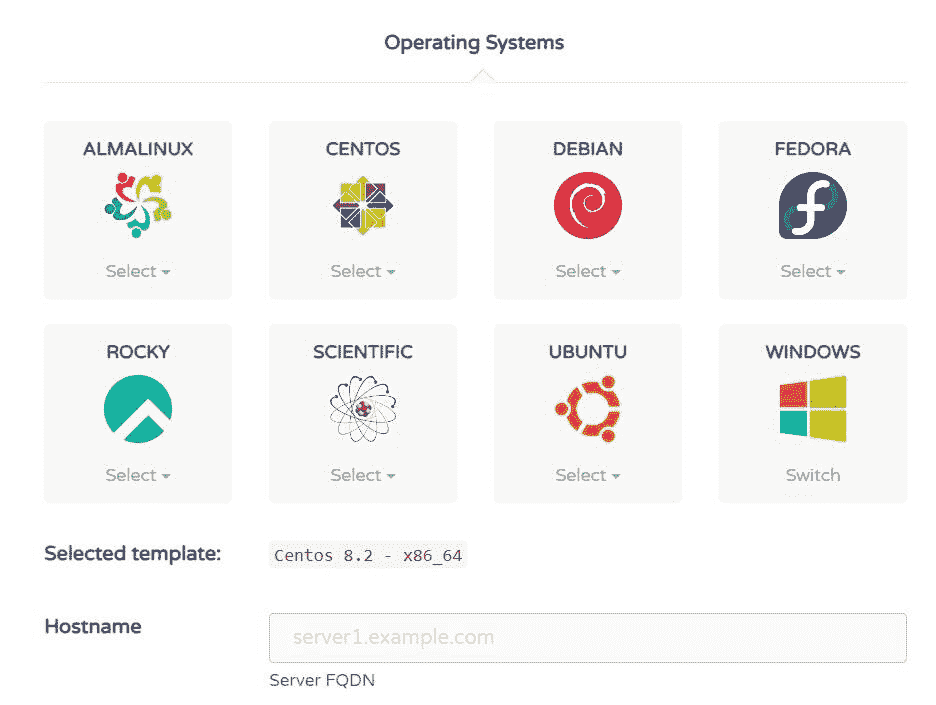 Operating Systems
ALMALINUX
CENTOS
DEBIAN
FEDORA
Select
Select
Select
Select
ROCKY
SCIENTIFIC
UBUNTU
WINDOWS
Select
Select
Select
Switch
Selected template:
Centos 8.2 - x86_64
Hostname
server1.example.com
Server FQDN